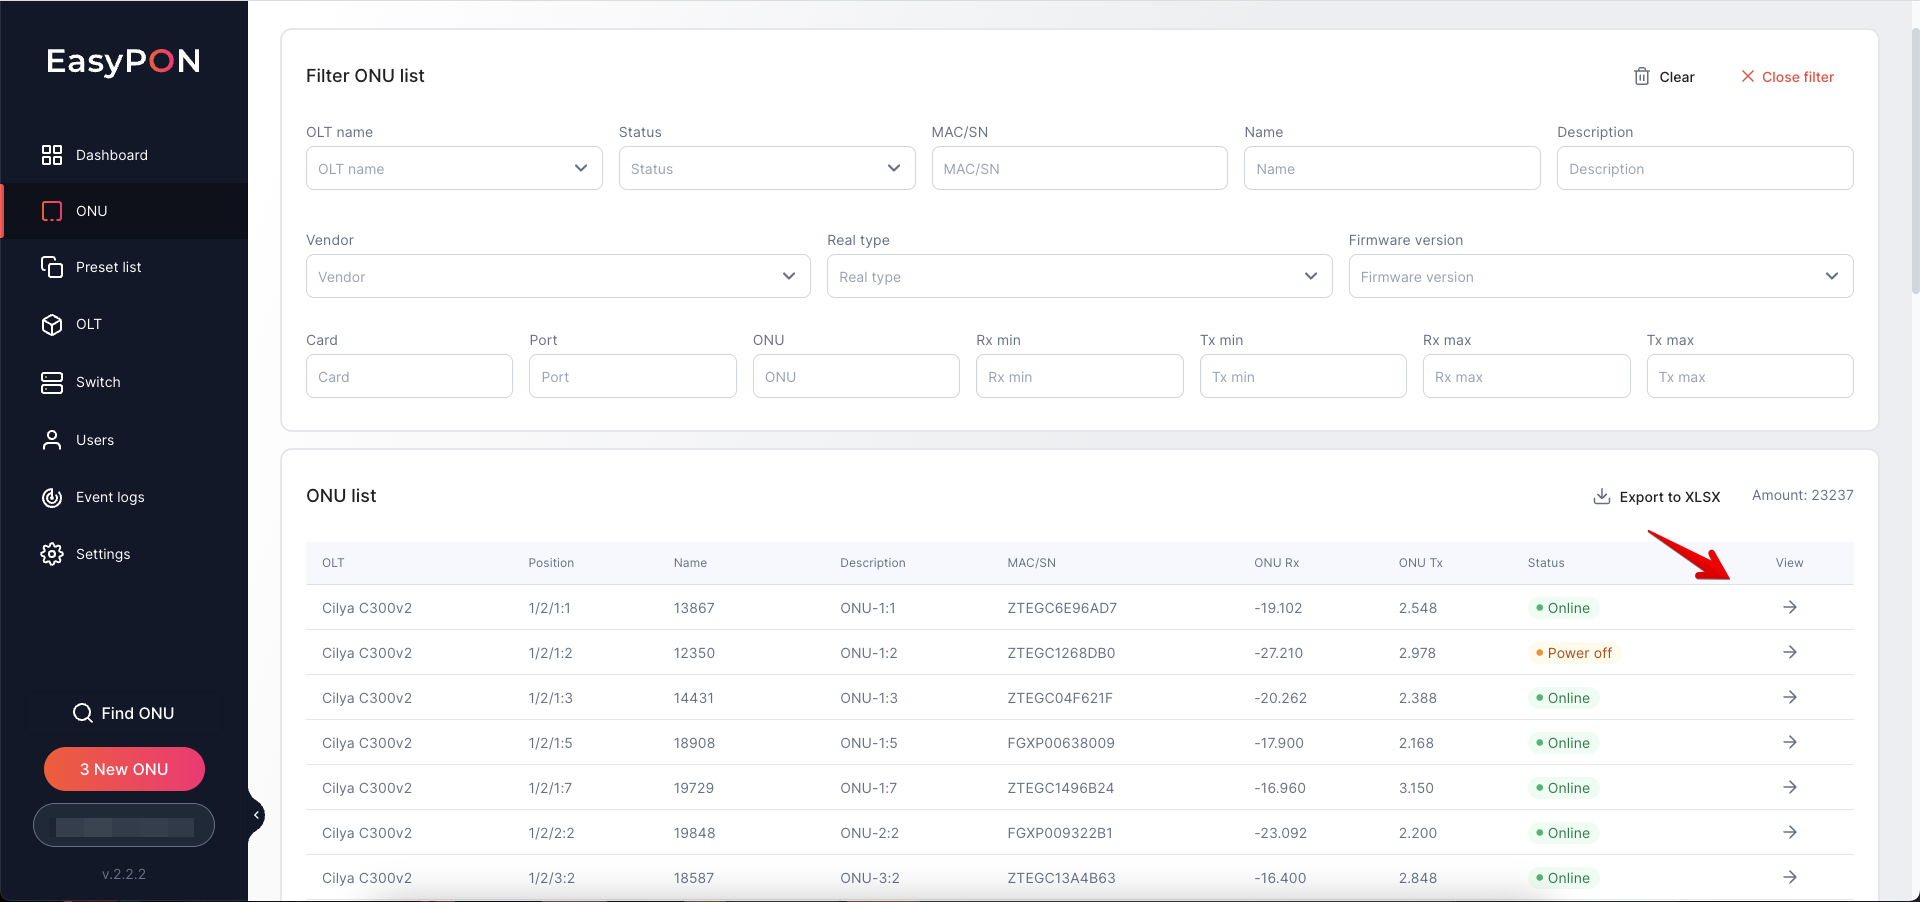 EasyPON
Dashboard
ONU
Preset list
OLT
Switch
Users
Event logs
Settings
Find ONU
3 New ONU
v.2.2.2
Filter ONU list
Clear
Close filter
OLT name Status MAC/SN Name Description
OLT name Status MAC/SN Name Description
Vendor Real type Firmware version
Vendor Real type Firmware version
Card Port ONU Rx min Tx min Rx max Tx max
Card Port ONU Rx min Tx min Rx max Tx max
ONU list
Export to XLSX
Amount: 23237
OLT Position Name Description MAC/SN ONU Rx ONU Tx Status View
Cilya C300v2 1/2/1:1 13867 ONU-1:1 ZTEGC6E96AD7 -19.102 2.548 Online
Cilya C300v2 1/2/1:2 12350 ONU-1:2 ZTEGC1268DB0 -27.210 2.978 Power off
Cilya C300v2 1/2/1:3 14431 ONU-1:3 ZTEGC04F621F -20.262 2.388 Online
Cilya C300v2 1/2/1:5 18908 ONU-1:5 FGXP00638009 -17.900 2.168 Online
Cilya C300v2 1/2/1:7 19729 ONU-1:7 ZTEGC1496B24 -16.960 3.150 Online
Cilya C300v2 1/2/2:2 19848 ONU-2:2 FGXP009322B1 -23.092 2.200 Online
Cilya C300v2 1/2/3:2 18587 ONU-3:2 ZTEGC13A4B63 -16.400 2.848 Online